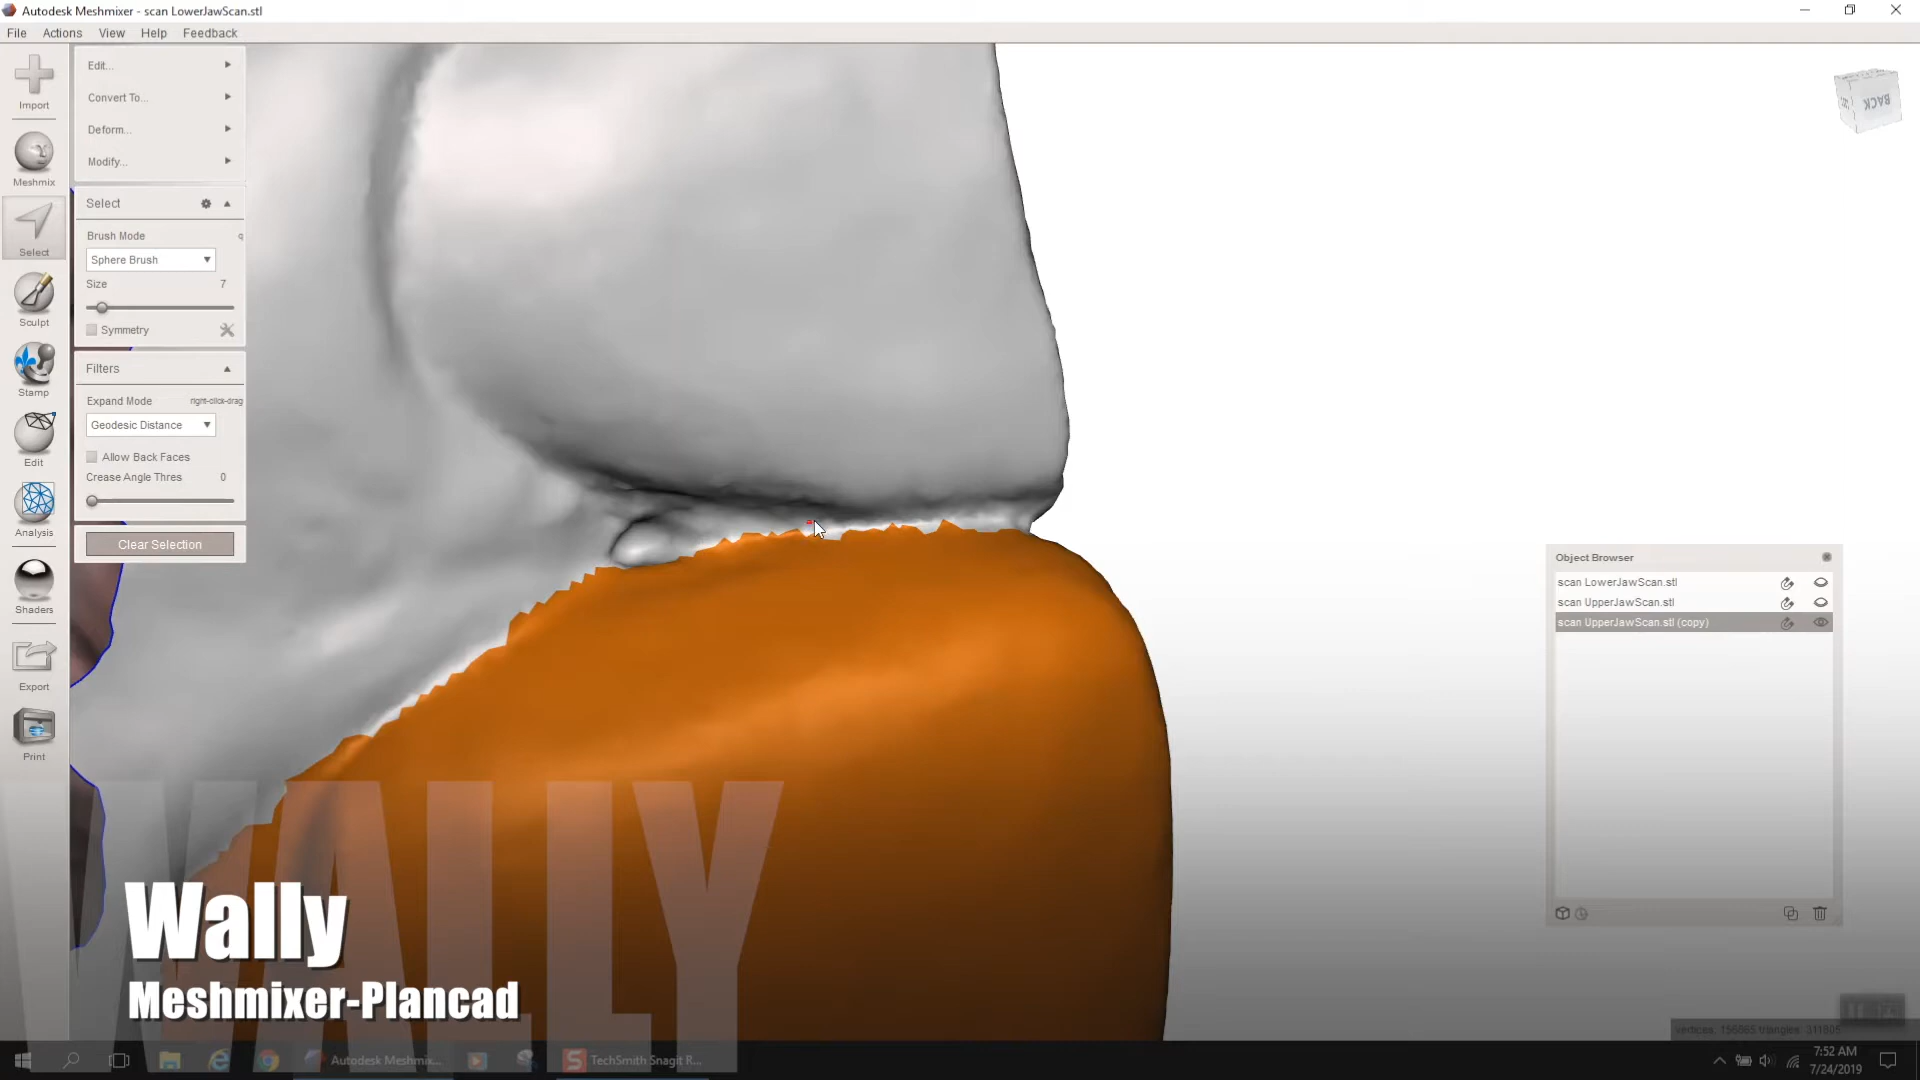 Autodesk Meshmixer - scan LowerJawScan.stl
File Actions View Help Feedback
Import
Meshmix
Select
Sculpt
Stamp
Edit
Analysis
Shaders
Export
Print
Edit...
Convert To...
Deform...
Modify...
Select
Brush Mode q
Sphere Brush
Size 7
Symmetry
Filters
Expand Mode right-click-drag
Geodesic Distance
Allow Back Faces
Crease Angle Thres 0
Clear Selection
BACK
Object Browser
scan LowerJawScan.stl
scan UpperJawScan.stl
scan UpperJawScan.stl (copy)
WALLY
Wally
Meshmixer-Plancad
vertices: 156665 triangles: 311805
Autodesk Meshmix...
TechSmith Snagit R...
7:52 AM
7/24/2019